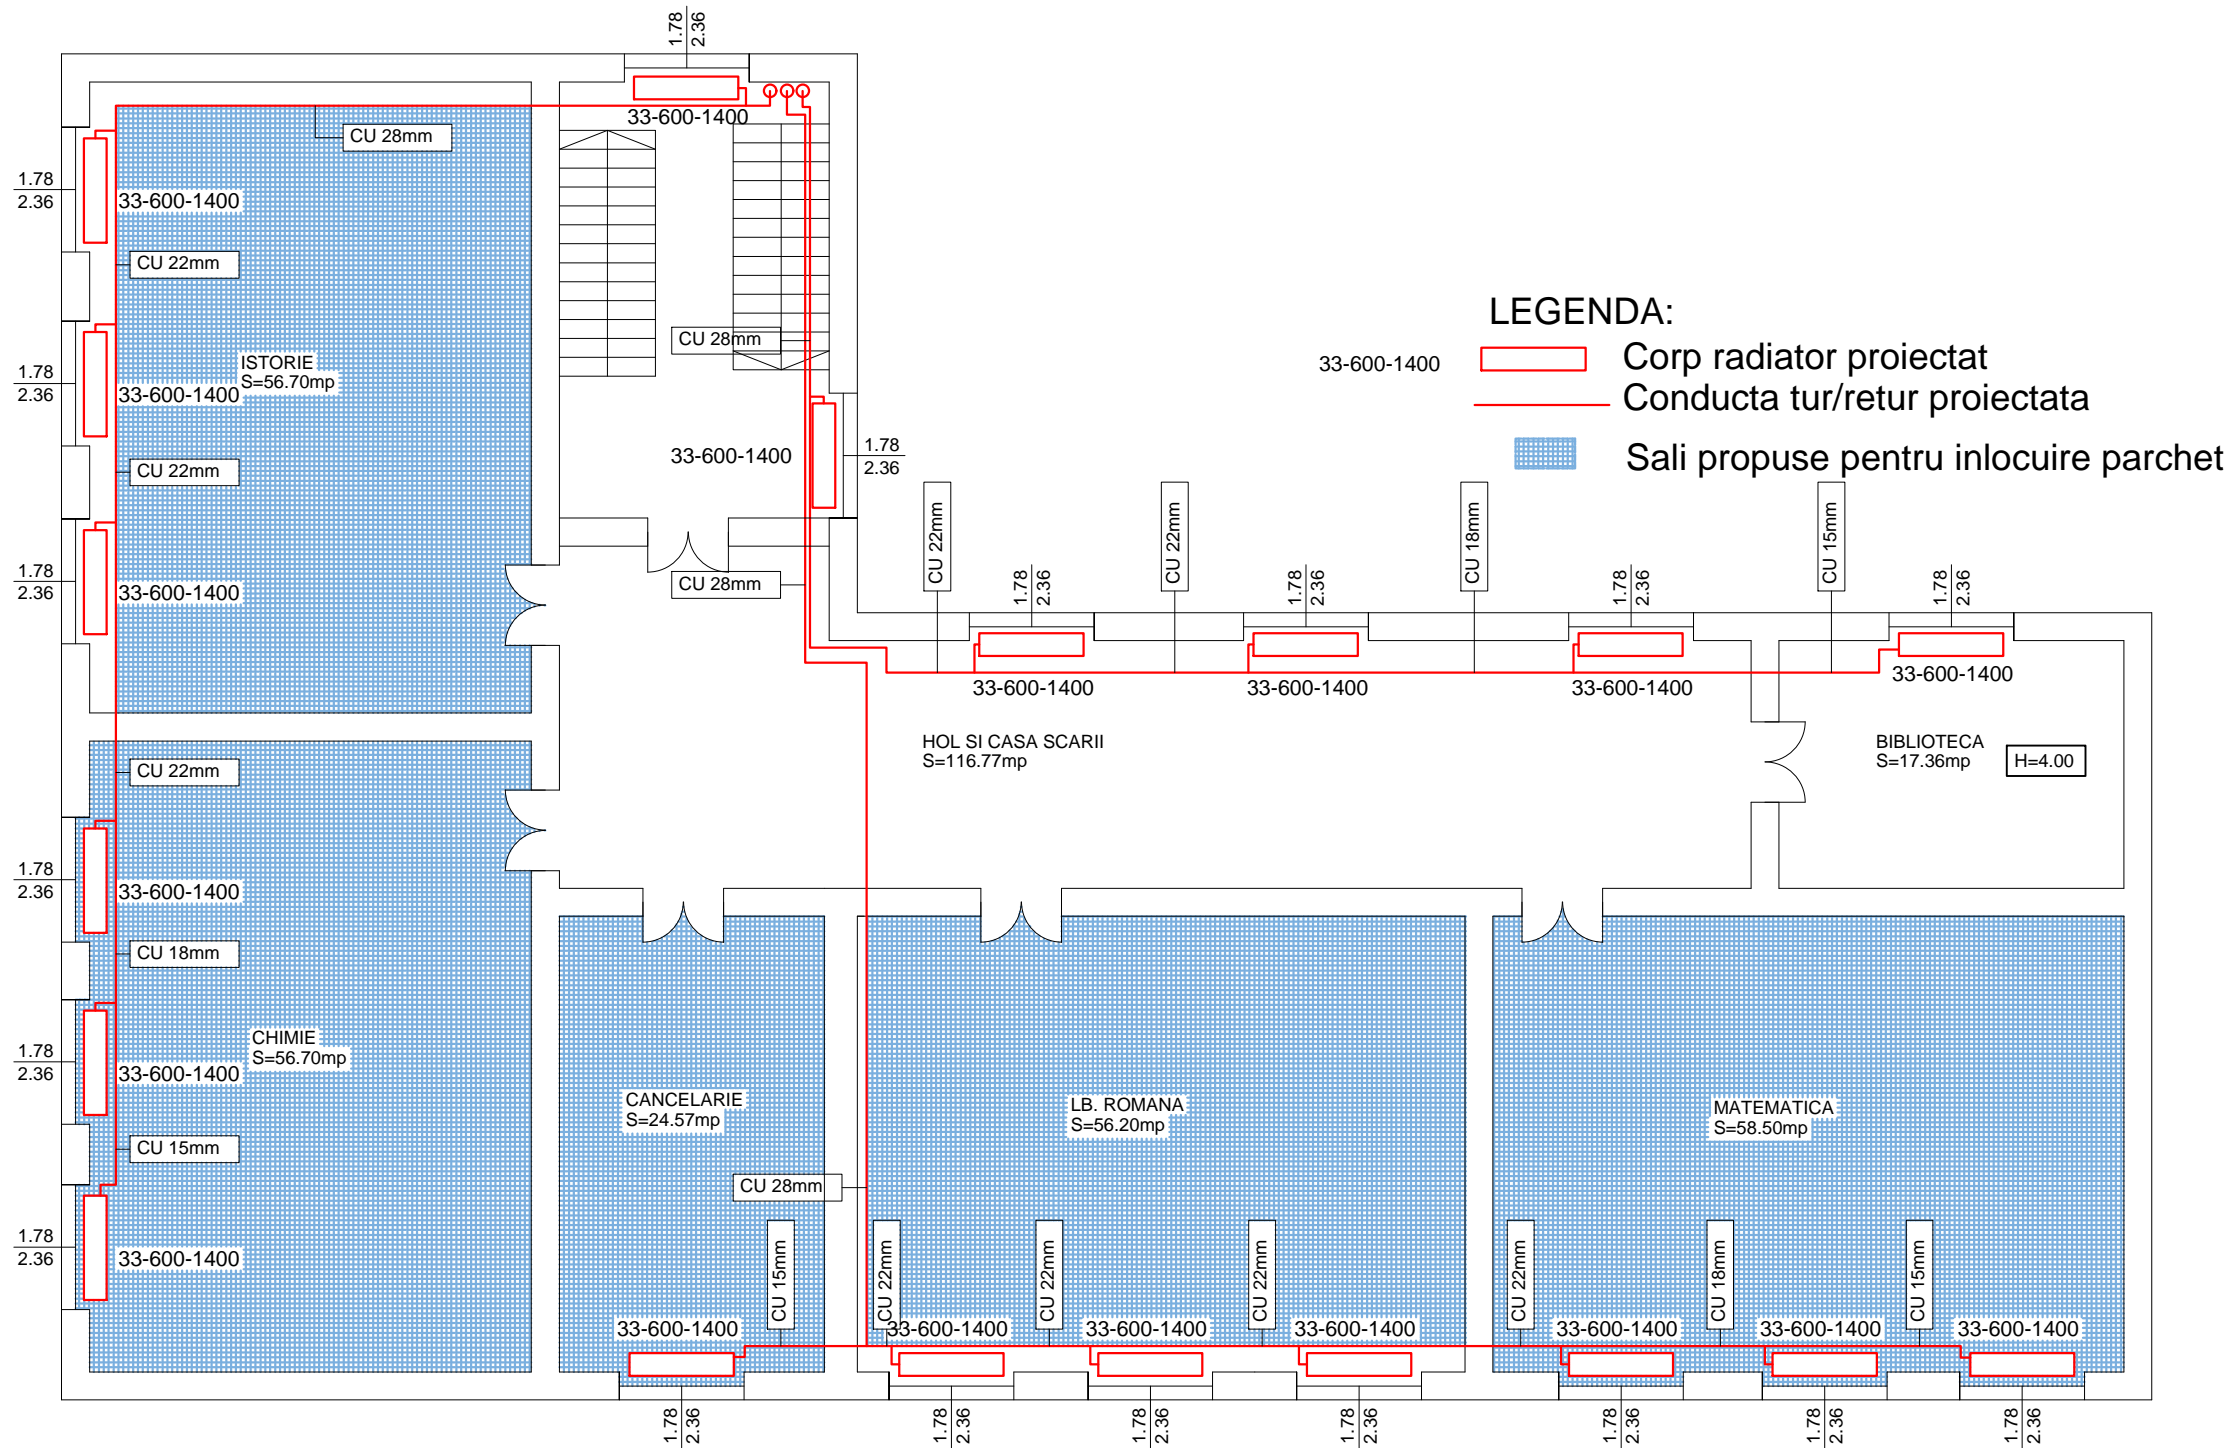 1.78
2.36
33-600-1400
CU 28mm
1.78
2.36
33-600-1400
CU 22mm
LEGENDA:
Corp radiator proiectat
33-600-1400
Conducta tur/retur proiectata
Sali propuse pentru inlocuire parchet
CU 28mm
ISTORIE
S=56.70mp
1.78
2.36
33-600-1400
33-600-1400
1.78
2.36
CU 22mm
CU 22mm
CU 22mm
CU 18mm
CU 15mm
1.78
2.36
33-600-1400
CU 28mm
1.78
2.36
1.78
2.36
1.78
2.36
1.78
2.36
33-600-1400
33-600-1400
33-600-1400
33-600-1400
HOL SI CASA SCARII
S=116.77mp
BIBLIOTECA
S=17.36mp
H=4.00
CU 22mm
1.78
2.36
33-600-1400
CU 18mm
CHIMIE
S=56.70mp
1.78
2.36
33-600-1400
CANCELARIE
S=24.57mp
LB. ROMANA
S=56.20mp
MATEMATICA
S=58.50mp
CU 15mm
CU 28mm
1.78
2.36
33-600-1400
CU 15mm
CU 22mm
CU 22mm
CU 22mm
CU 22mm
CU 18mm
CU 15mm
33-600-1400
33-600-1400
33-600-1400
33-600-1400
33-600-1400
33-600-1400
33-600-1400
1.78
2.36
1.78
2.36
1.78
2.36
1.78
2.36
1.78
2.36
1.78
2.36
1.78
2.36